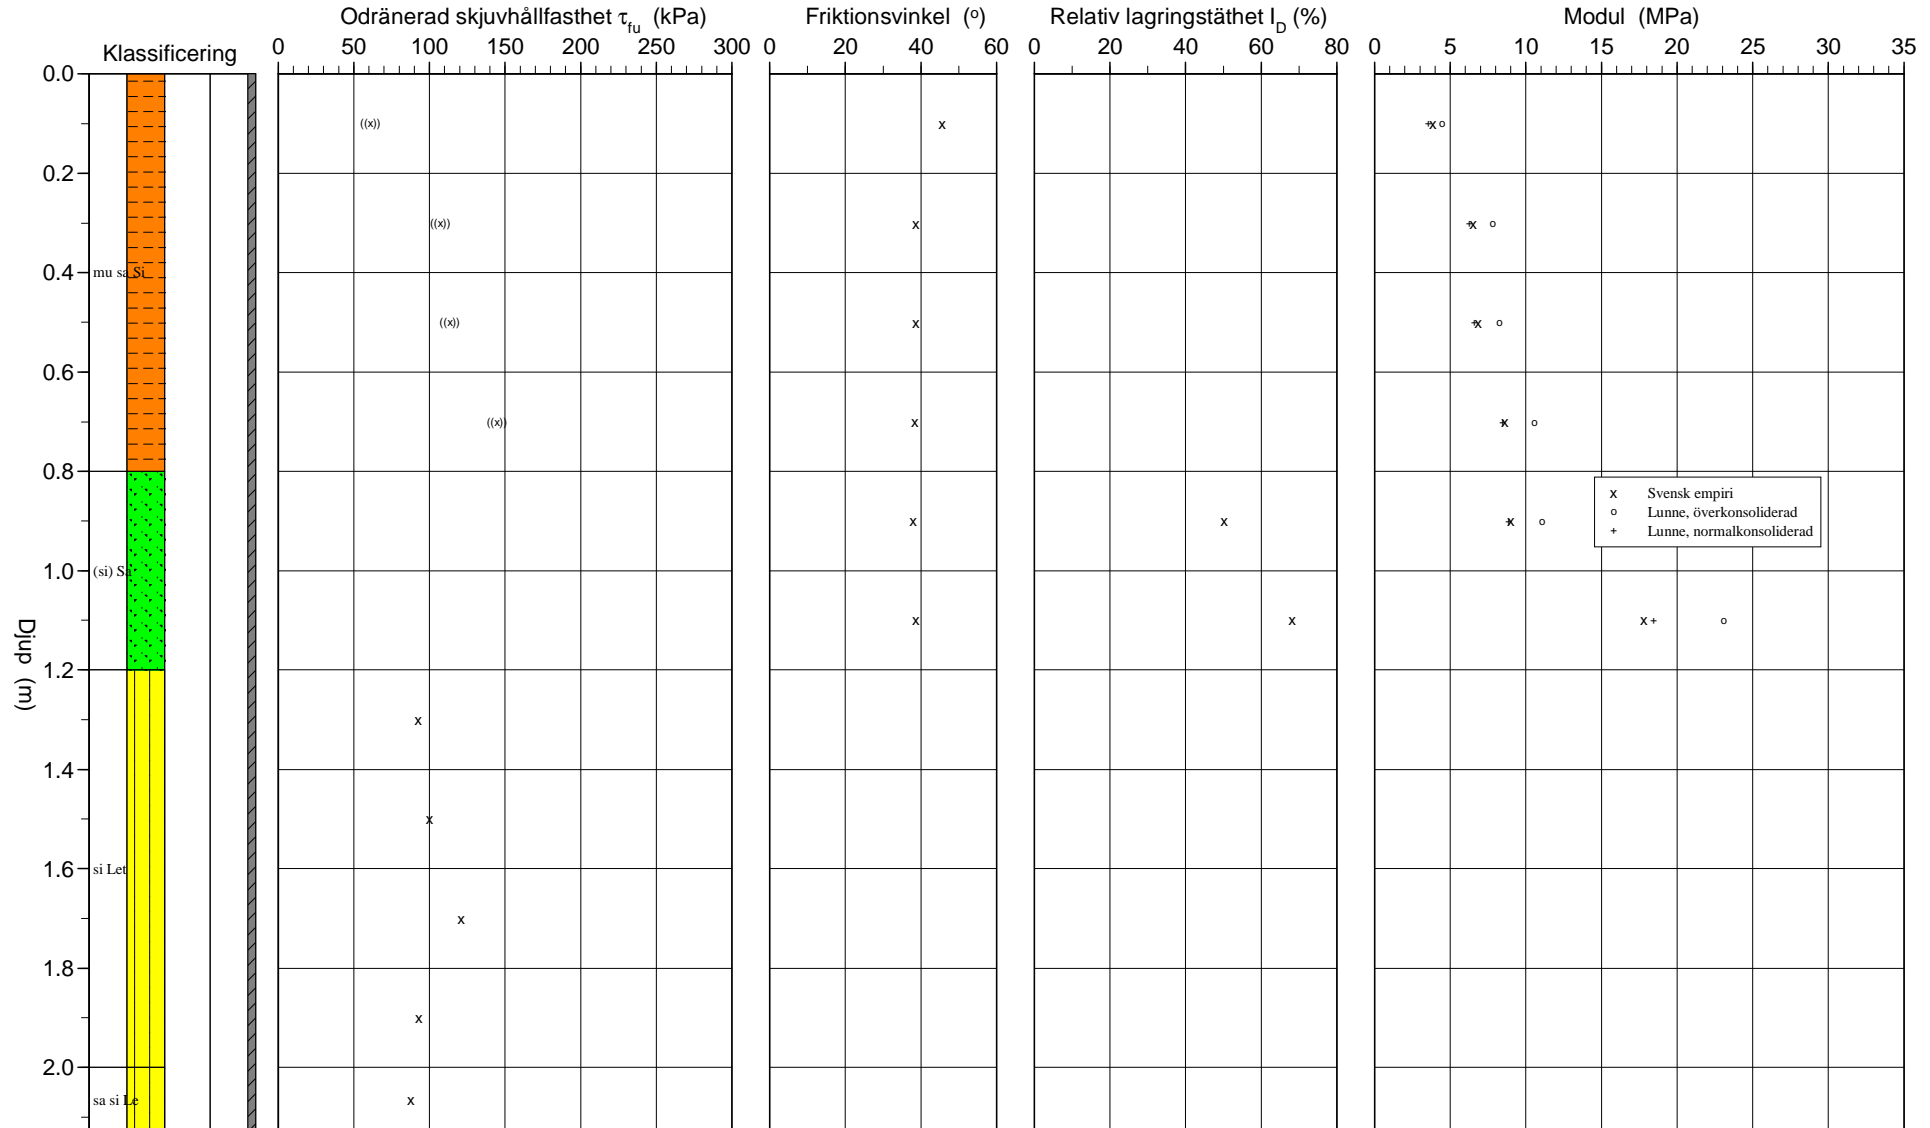 Odränerad skjuvhållfasthet τfu (kPa)
Friktionsvinkel (o)
Relativ lagringstäthet ID (%)
Modul (MPa)
Klassificering
0 50 100 150 200 250 300
0 20 40 60
0 20 40 60 80
0 5 10 15 20 25 30 35
0.0
((x))
x
x
+
o
0.2
((x))
x
x
+
o
0.4
mu sa Si
((x))
x
x
+
o
0.6
((x))
x
x
+
o
0.8
x Svensk empiri
o Lunne, överkonsoliderad
+ Lunne, normalkonsoliderad
x
x
x
+
o
1.0
(si) Sa
x
x
x
+
o
1.2
x
1.4
x
1.6
si Let
x
1.8
x
2.0
sa si Le
x
Djup (m)